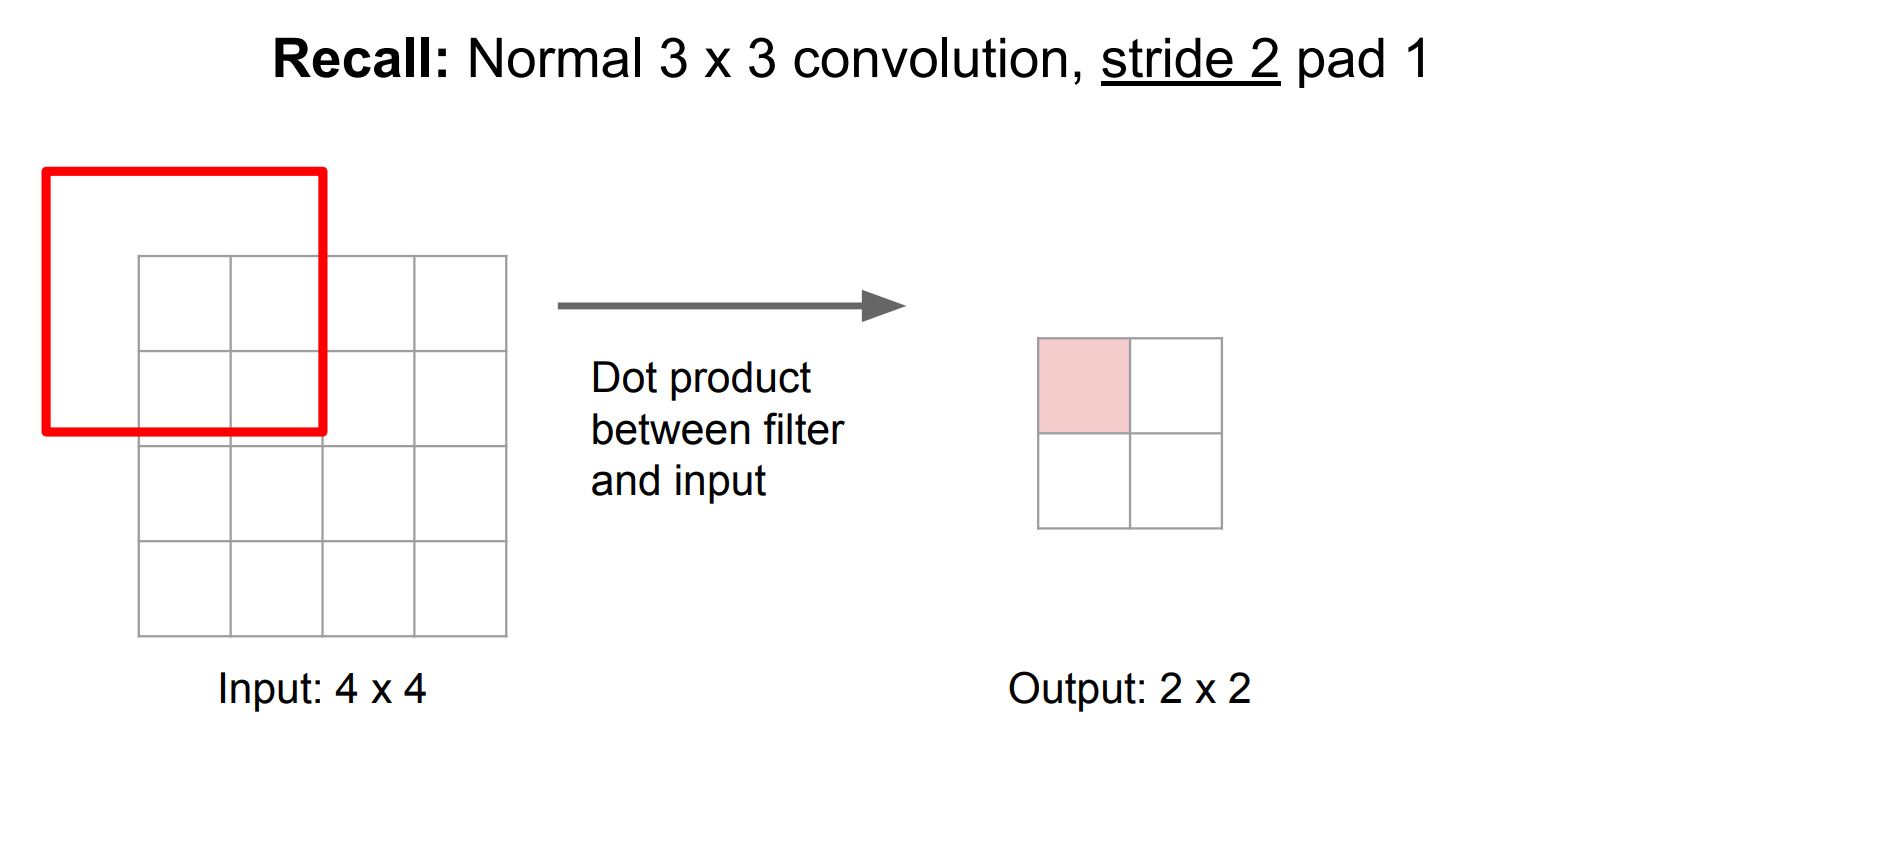 Recall: Normal 3 x 3 convolution, stride 2 pad 1
Dot product
between filter
and input
Input: 4 x 4
Output: 2 x 2